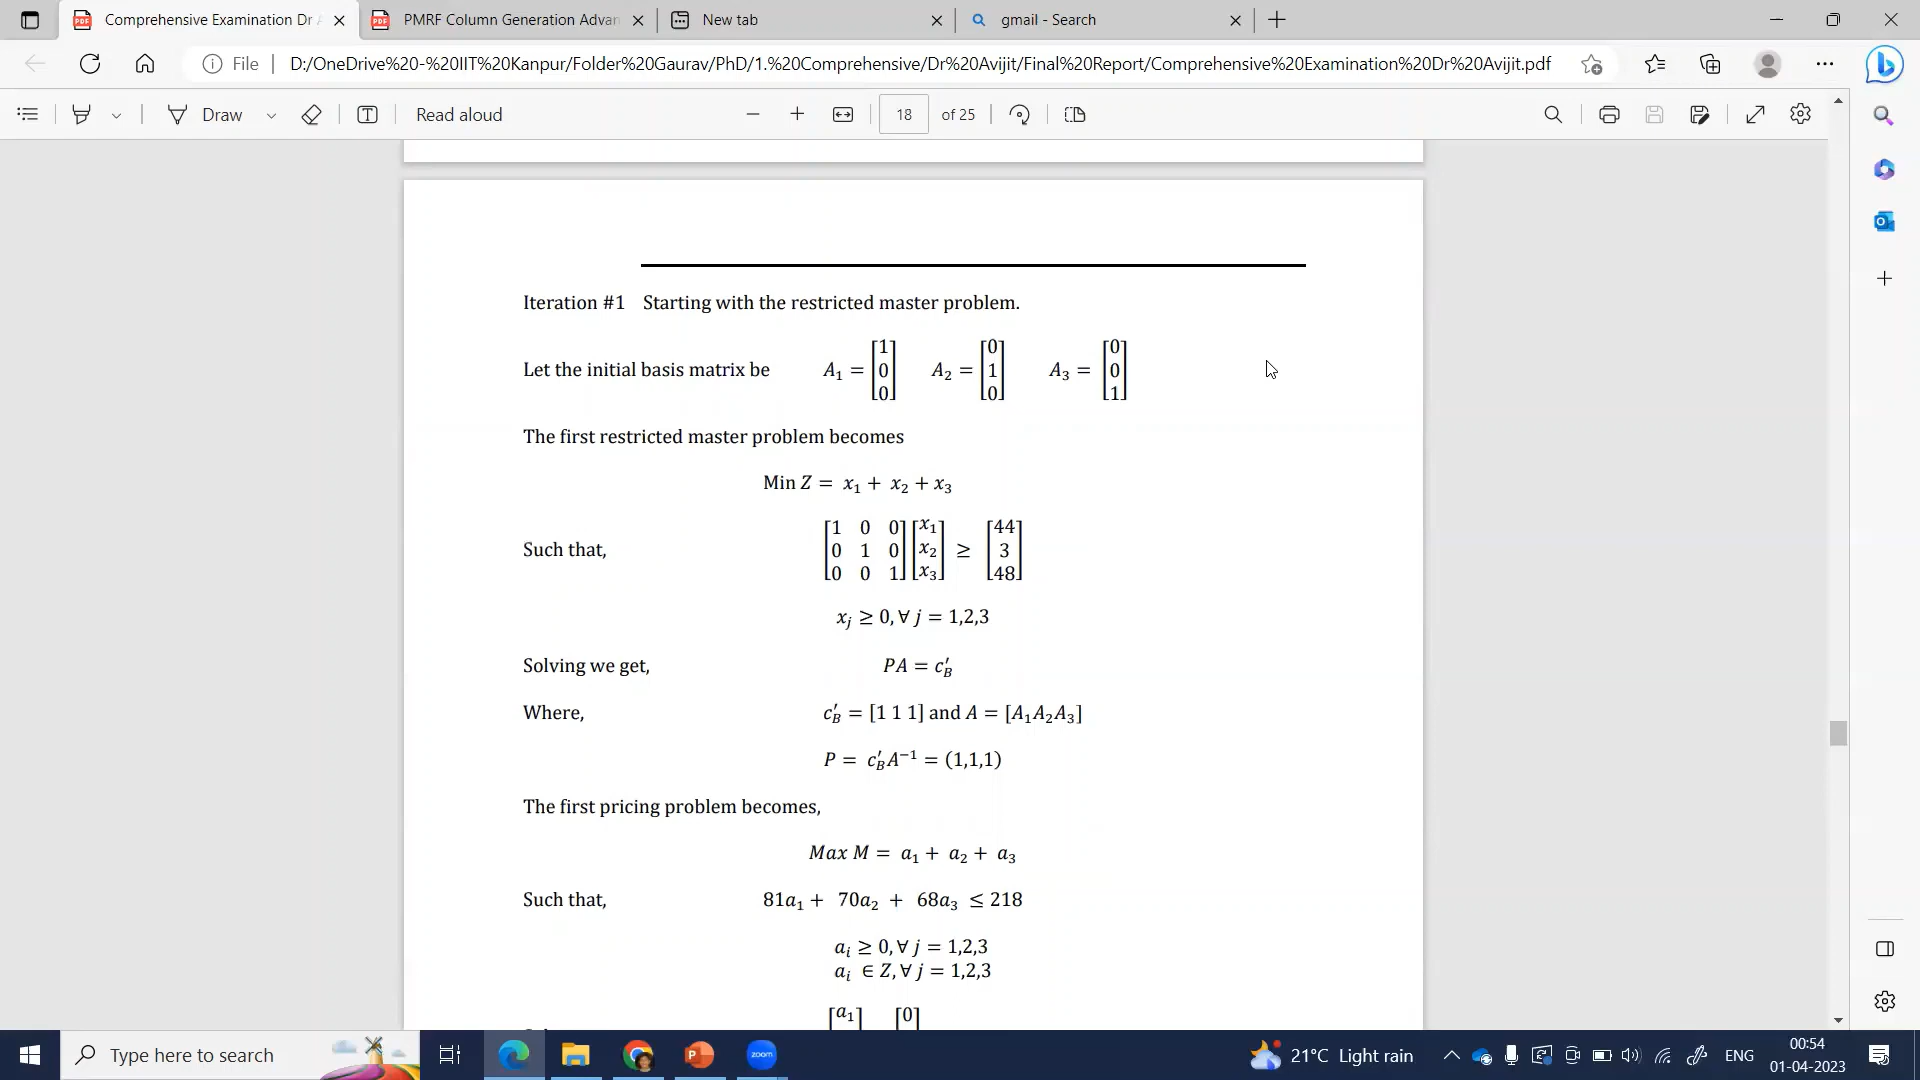 Comprehensive Examination Dr A
PMRF Column Generation Advan
New tab
gmail - Search
File
D:/OneDrive%20-%20IIT%20Kanpur/Folder%20Gaurav/PhD/1.%20Comprehensive/Dr%20Avijit/Final%20Report/Comprehensive%20Examination%20Dr%20Avijit.pdf
Draw
Read aloud
18 of 25
Iteration #1 Starting with the restricted master problem.
Let the initial basis matrix be A₁ = [1 0 0] A₂ = [0 1 0] A₃ = [0 0 1]
The first restricted master problem becomes
Min Z = x₁ + x₂ + x₃
[1 0 0] [x₁] [44]
Such that, [0 1 0] [x₂] ≥ [3]
[0 0 1] [x₃] [48]
xⱼ ≥ 0, ∀ j = 1,2,3
Solving we get, PA = c′_B
Where, c′_B = [1 1 1] and A = [A₁A₂A₃]
P = c′_B A⁻¹ = (1,1,1)
The first pricing problem becomes,
Max M = a₁ + a₂ + a₃
Such that, 81a₁ + 70a₂ + 68a₃ ≤ 218
aᵢ ≥ 0, ∀ j = 1,2,3
aᵢ ∈ Z, ∀ j = 1,2,3
[a₁] [0]
Type here to search
zoom
21°C Light rain
ENG
00:54
01-04-2023